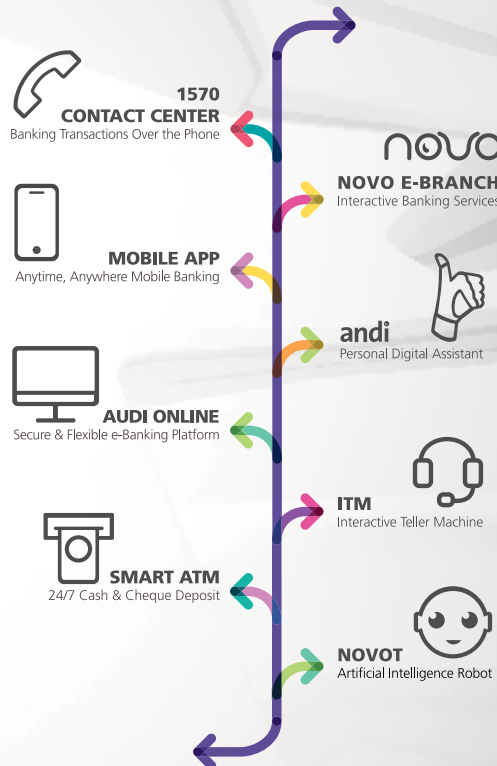 1570
CONTACT CENTER
Banking Transactions Over the Phone
novo
NOVO E-BRANCH
Interactive Banking Services
MOBILE APP
Anytime, Anywhere Mobile Banking
andi
Personal Digital Assistant
AUDI ONLINE
Secure & Flexible e-Banking Platform
ITM
Interactive Teller Machine
SMART ATM
24/7 Cash & Cheque Deposit
NOVOT
Artificial Intelligence Robot